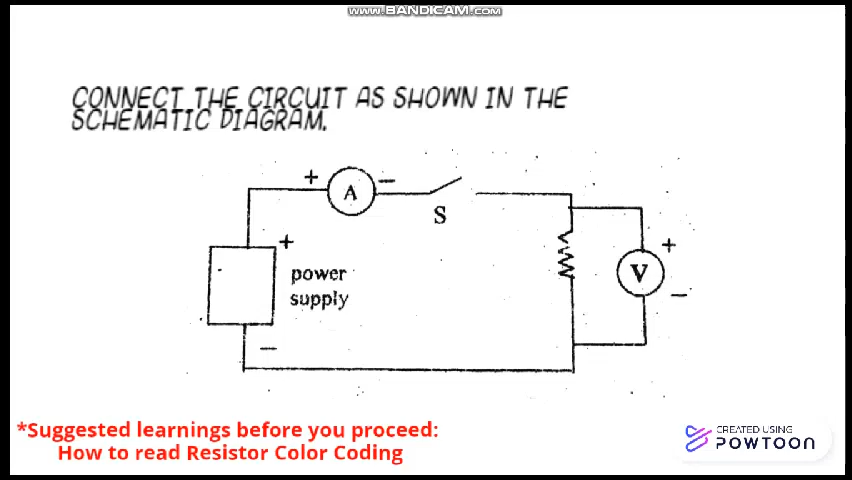 www.BANDICAM.com
CONNECT THE CIRCUIT AS SHOWN IN THE
SCHEMATIC DIAGRAM.
+ A −
S
+
power
supply
−
+
V
−
*Suggested learnings before you proceed:
How to read Resistor Color Coding
CREATED USING
POWTOON